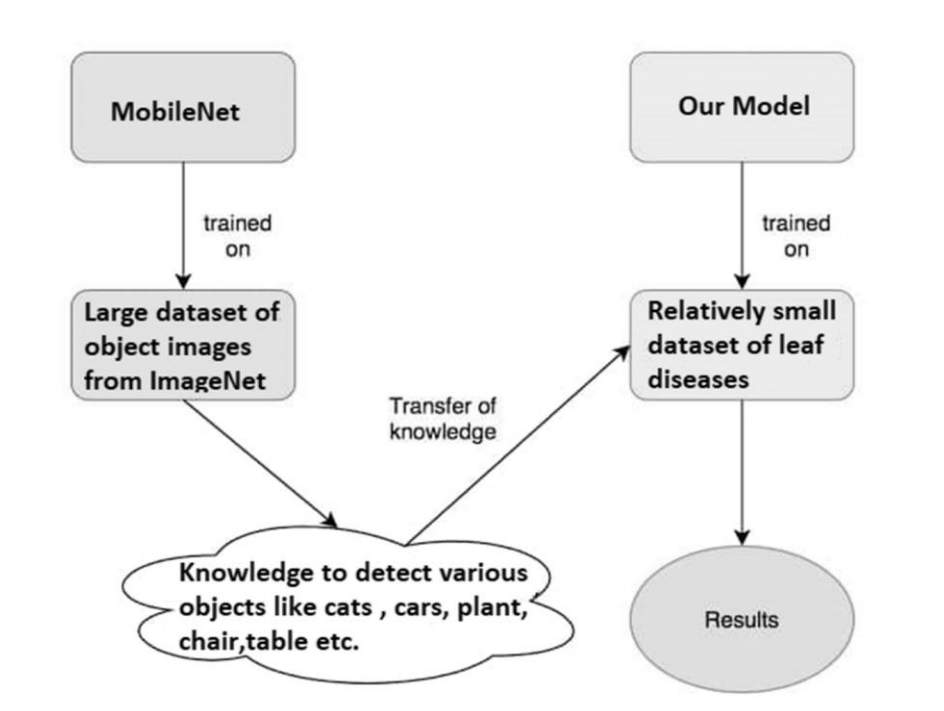 MobileNet
Our Model
trained
on
trained
on
Large dataset of
object images
from ImageNet
Relatively small
dataset of leaf
diseases
Transfer of
knowledge
Knowledge to detect various
objects like cats , cars, plant,
chair,table etc.
Results